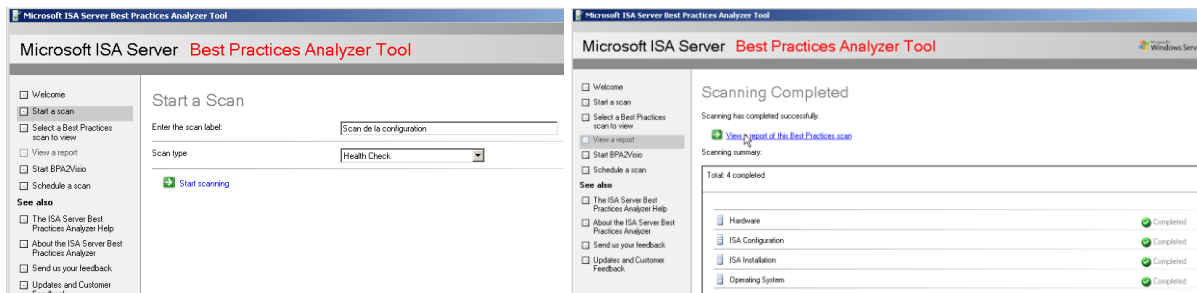 Microsoft ISA Server Best Practices Analyzer Tool
Microsoft ISA Server Best Practices Analyzer Tool
Welcome
Start a scan
Select a Best Practices
scan to view
View a report
Start BPA2Visio
Schedule a scan
See also
The ISA Server Best
Practices Analyzer Help
About the ISA Server Best
Practices Analyzer
Send us your feedback
Updates and Customer
Start a Scan
Enter the scan label:
Scan de la configuration
Scan type
Health Check
Start scanning
Microsoft ISA Server Best Practices Analyzer Tool
Microsoft ISA Server Best Practices Analyzer Tool
Windows Serv
Welcome
Start a scan
Select a Best Practices
scan to view
View a report
Start BPA2Visio
Schedule a scan
See also
The ISA Server Best
Practices Analyzer Help
About the ISA Server Best
Practices Analyzer
Send us your feedback
Updates and Customer
Feedback
Scanning Completed
Scanning has completed successfully.
View a report of this Best Practices scan
Scanning summary:
Total: 4 completed
Hardware
Completed
ISA Configuration
Completed
ISA Installation
Completed
Operating System
Completed